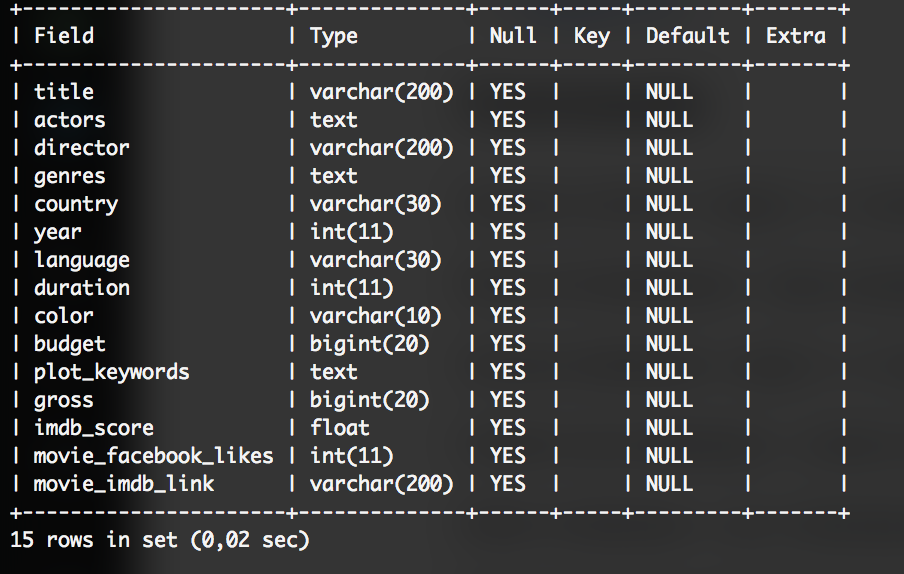 +----------------------+--------------+------+-----+---------+-------+
| Field                | Type         | Null | Key | Default | Extra |
+----------------------+--------------+------+-----+---------+-------+
| title                | varchar(200) | YES  |     | NULL    |       |
| actors               | text         | YES  |     | NULL    |       |
| director             | varchar(200) | YES  |     | NULL    |       |
| genres               | text         | YES  |     | NULL    |       |
| country              | varchar(30)  | YES  |     | NULL    |       |
| year                 | int(11)      | YES  |     | NULL    |       |
| language             | varchar(30)  | YES  |     | NULL    |       |
| duration             | int(11)      | YES  |     | NULL    |       |
| color                | varchar(10)  | YES  |     | NULL    |       |
| budget               | bigint(20)   | YES  |     | NULL    |       |
| plot_keywords        | text         | YES  |     | NULL    |       |
| gross                | bigint(20)   | YES  |     | NULL    |       |
| imdb_score           | float        | YES  |     | NULL    |       |
| movie_facebook_likes | int(11)      | YES  |     | NULL    |       |
| movie_imdb_link      | varchar(200) | YES  |     | NULL    |       |
+----------------------+--------------+------+-----+---------+-------+
15 rows in set (0,02 sec)